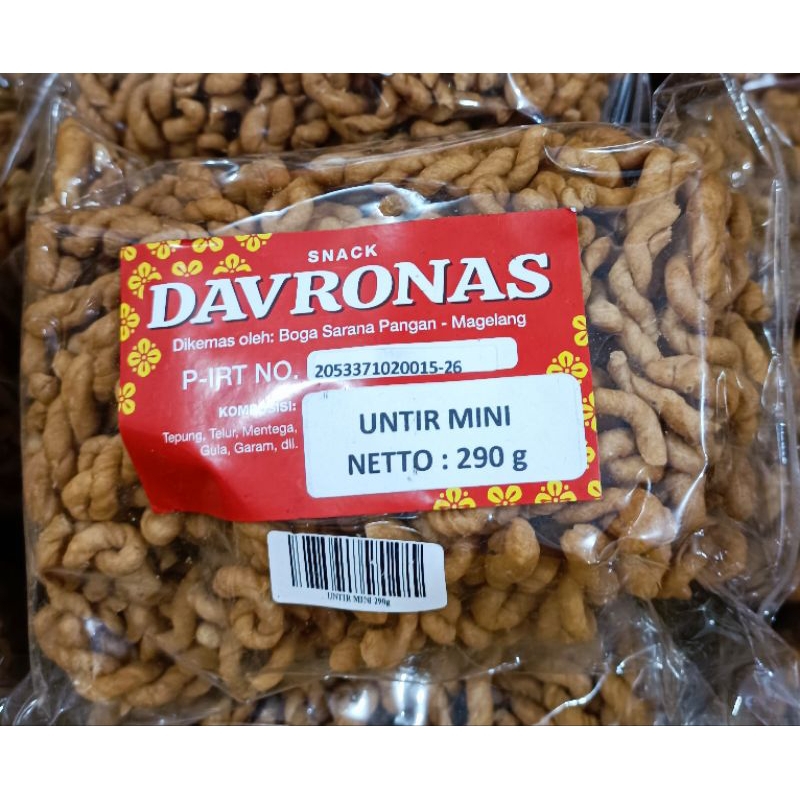 SNACK
DAVRONAS
Dikemas oleh: Boga Sarana Pangan - Magelang
P-IRT NO. 2053371020015-26
KOMPOSISI:
Tepung, Telur, Mentega,
Gula, Garam, dll.
UNTIR MINI
NETTO : 290 g
UNTIR MINI 290g